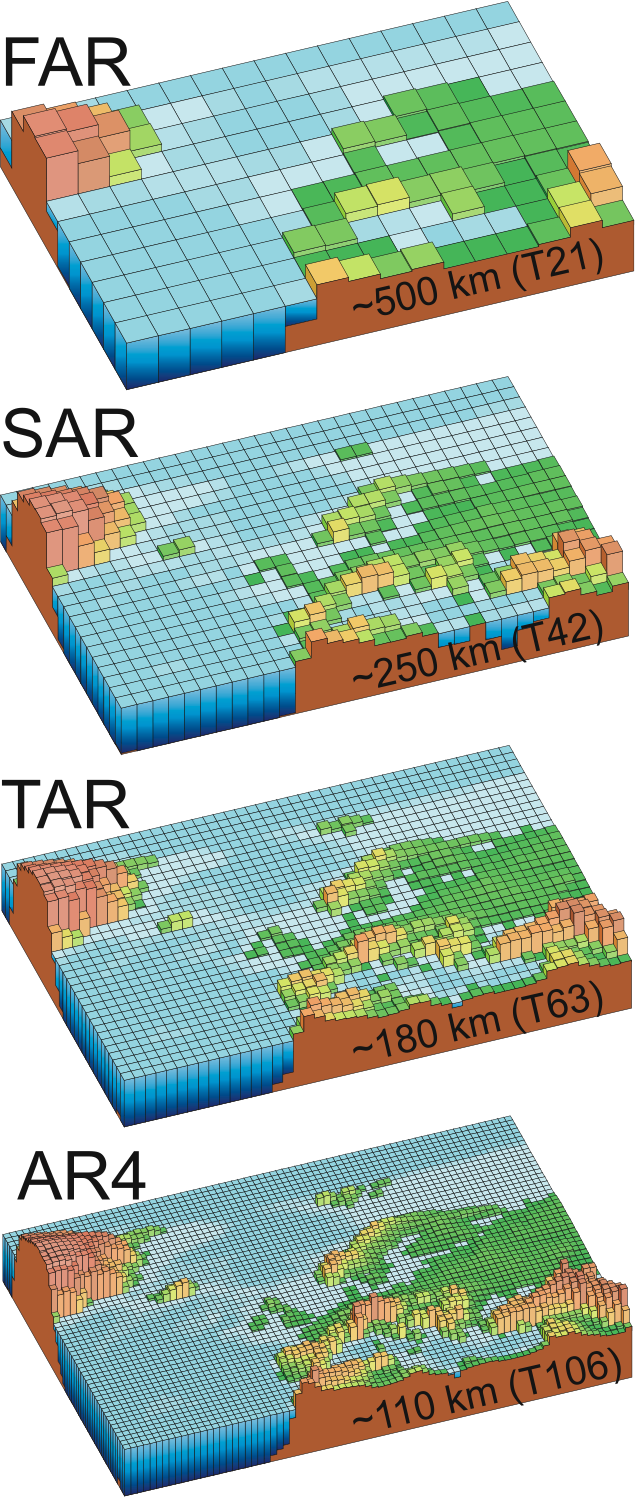 FAR
~500 km (T21)
SAR
~250 km (T42)
TAR
~180 km (T63)
AR4
~110 km (T106)